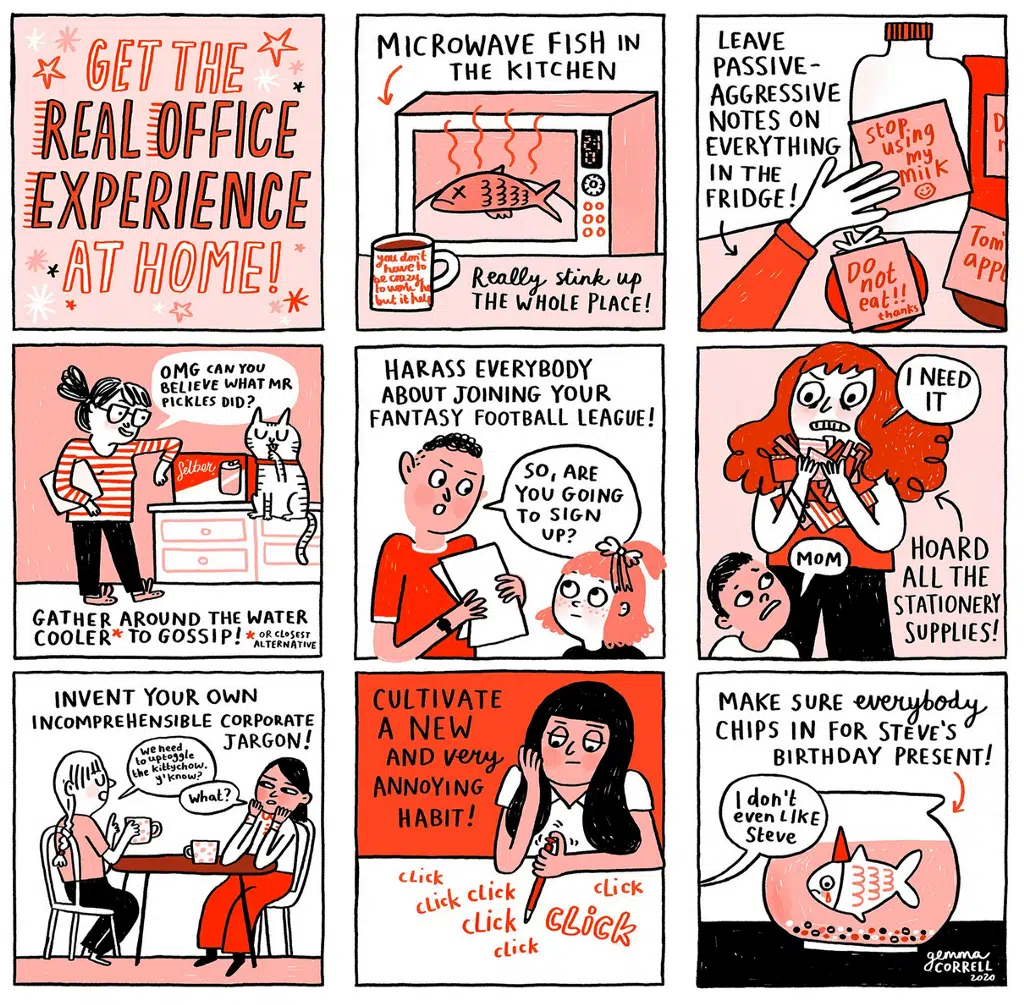 GET THE
REAL OFFICE
EXPERIENCE
AT HOME!
MICROWAVE FISH IN
THE KITCHEN
you don't
have to
be crazy
to work he
but it help
Really stink up
THE WHOLE PLACE!
LEAVE
PASSIVE-
AGGRESSIVE
NOTES ON
EVERYTHING
IN THE
FRIDGE!
stop
using
my
milk
Do
not
eat!!
thanks
D
Tom
app
OMG CAN YOU
BELIEVE WHAT MR
PICKLES DID?
Seltzer
GATHER AROUND THE WATER
COOLER* TO GOSSIP! * OR CLOSEST
ALTERNATIVE
HARASS EVERYBODY
ABOUT JOINING YOUR
FANTASY FOOTBALL LEAGUE!
SO, ARE
YOU GOING
TO SIGN
UP?
I NEED
IT
MOM
HOARD
ALL THE
STATIONERY
SUPPLIES!
INVENT YOUR OWN
INCOMPREHENSIBLE CORPORATE
JARGON!
We need
to uptoggle
the kittychow,
y'know?
What?
CULTIVATE
A NEW
AND very
ANNOYING
HABIT!
click
click click
click
click
click
CLICK
MAKE SURE everybody
CHIPS IN FOR STEVE'S
BIRTHDAY PRESENT!
I don't
even LIKE
Steve
gemma
CORRELL
2020